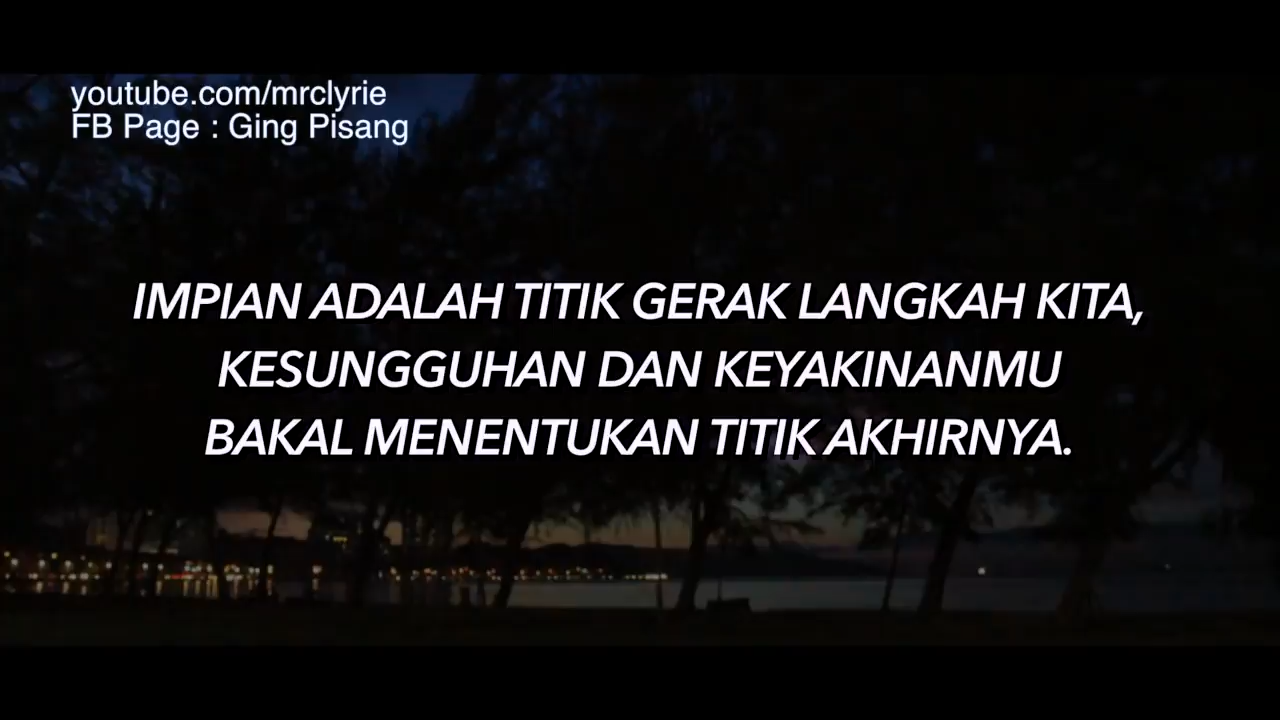 youtube.com/mrclyrie
FB Page : Ging Pisang
IMPIAN ADALAH TITIK GERAK LANGKAH KITA,
KESUNGGUHAN DAN KEYAKINANMU
BAKAL MENENTUKAN TITIK AKHIRNYA.